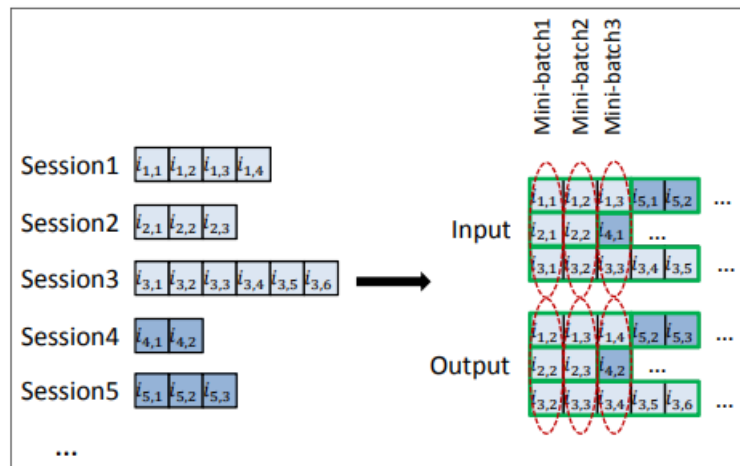 Mini-batch1
Mini-batch2
Mini-batch3
Session1 i1,1 i1,2 i1,3 i1,4
Session2 i2,1 i2,2 i2,3
Session3 i3,1 i3,2 i3,3 i3,4 i3,5 i3,6
Session4 i4,1 i4,2
Session5 i5,1 i5,2 i5,3
...
Input
i1,1 i1,2 i1,3 i5,1 i5,2 ...
i2,1 i2,2 i4,1 ...
i3,1 i3,2 i3,3 i3,4 i3,5 ...
Output
i1,2 i1,3 i1,4 i5,2 i5,3 ...
i2,2 i2,3 i4,2 ...
i3,2 i3,3 i3,4 i3,5 i3,6 ...